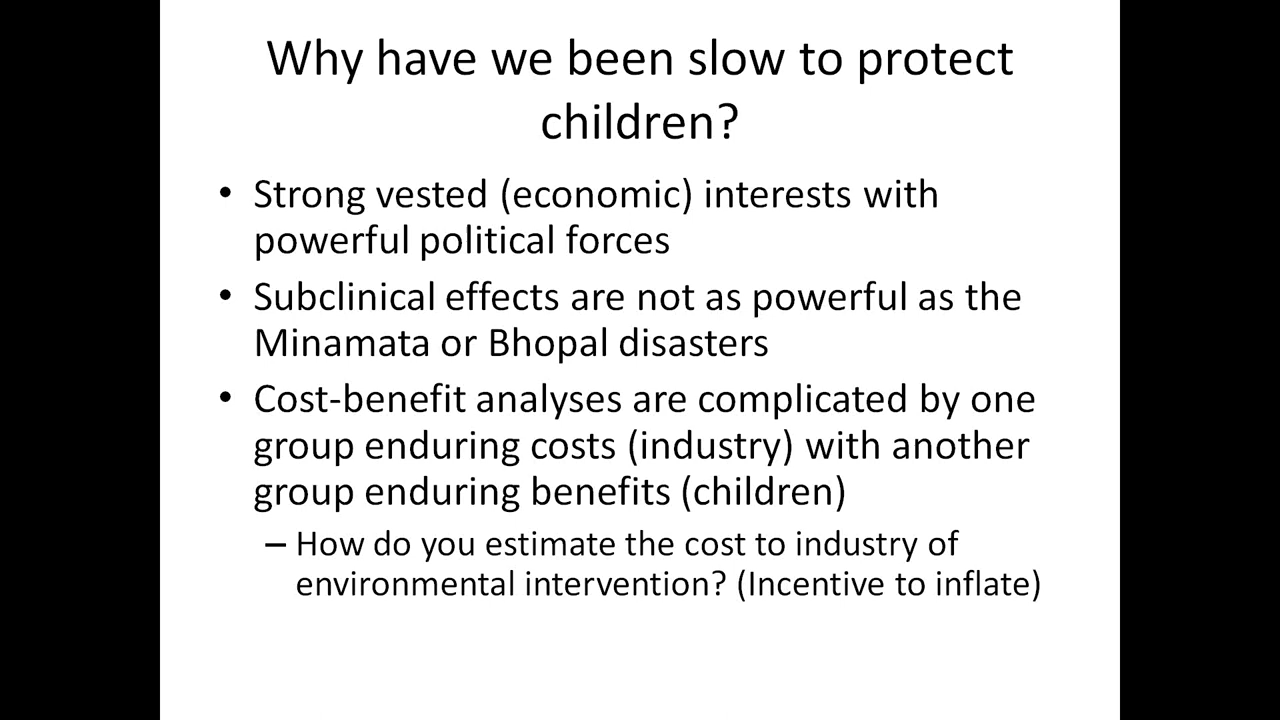 Why have we been slow to protect
children?
• Strong vested (economic) interests with
powerful political forces
• Subclinical effects are not as powerful as the
Minamata or Bhopal disasters
• Cost-benefit analyses are complicated by one
group enduring costs (industry) with another
group enduring benefits (children)
– How do you estimate the cost to industry of
environmental intervention? (Incentive to inflate)